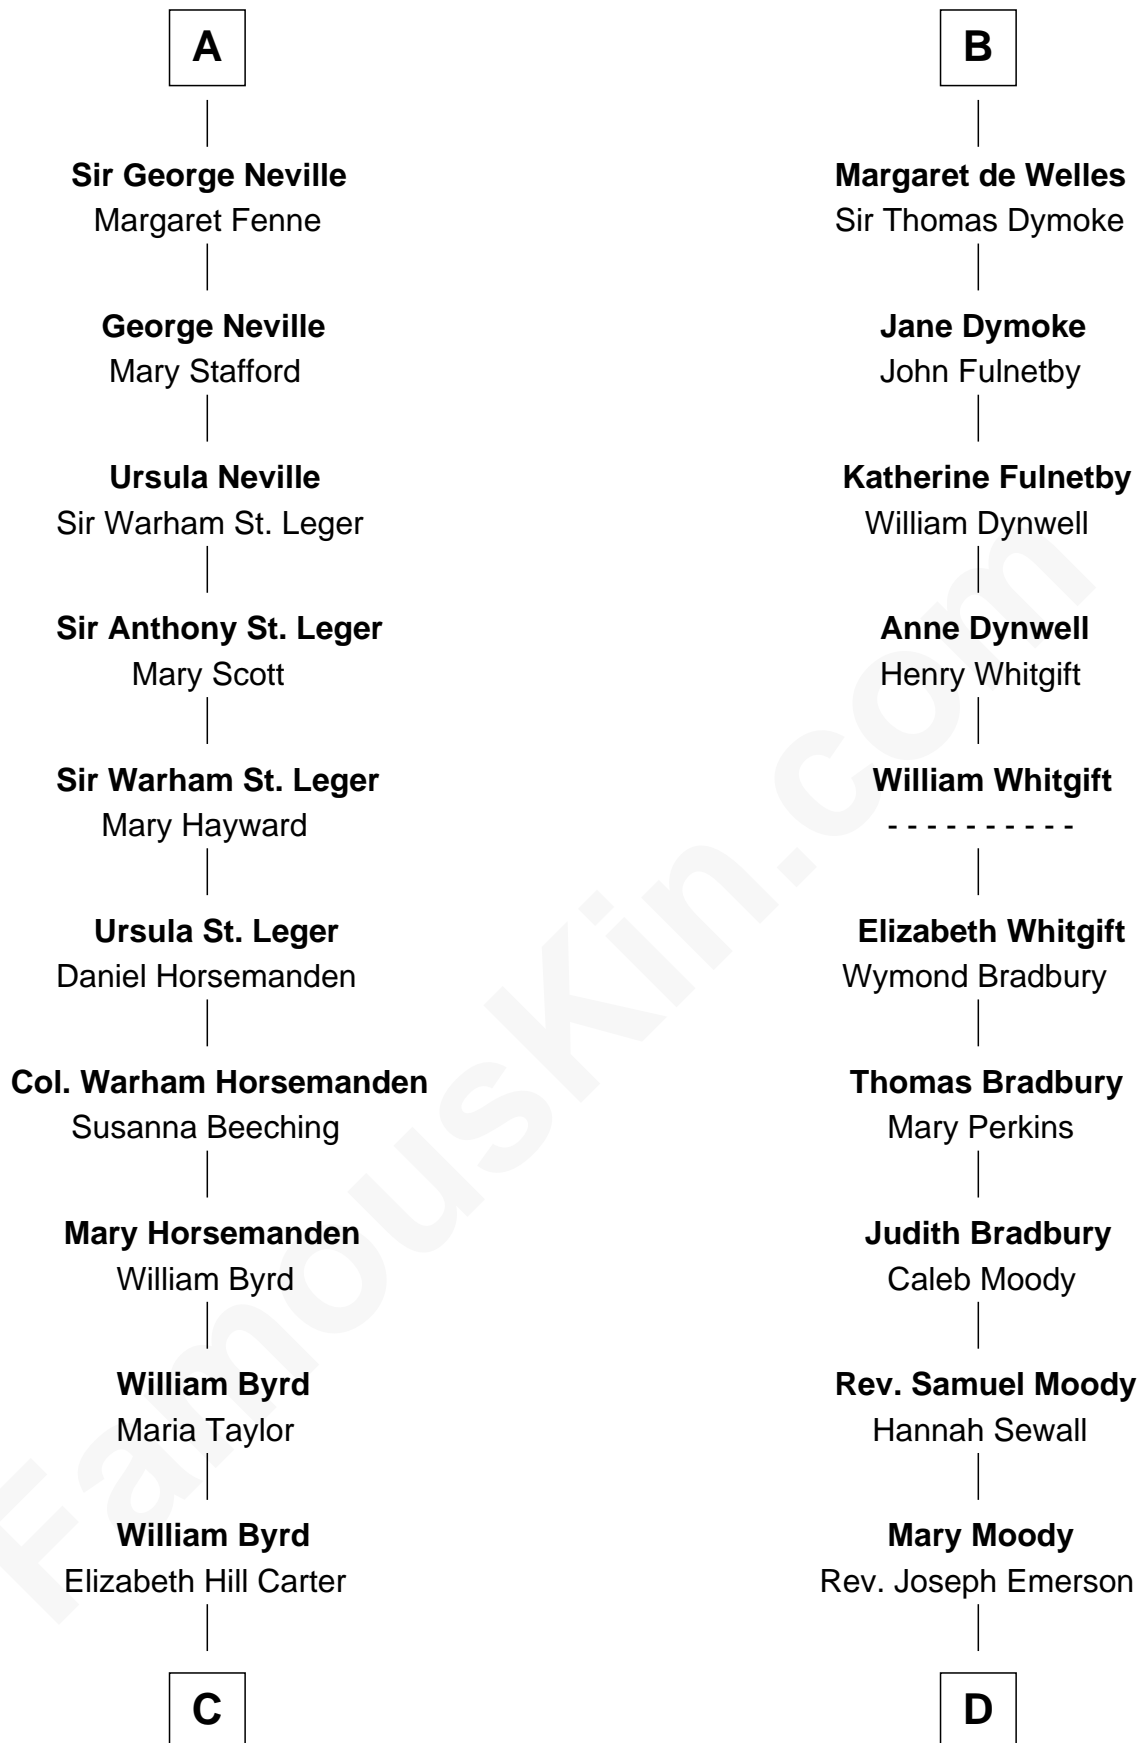 A
Sir George Neville
Margaret Fenne
George Neville
Mary Stafford
Ursula Neville
Sir Warham St. Leger
Sir Anthony St. Leger
Mary Scott
Sir Warham St. Leger
Mary Hayward
Ursula St. Leger
Daniel Horsemanden
Col. Warham Horsemanden
Susanna Beeching
Mary Horsemanden
William Byrd
William Byrd
Maria Taylor
William Byrd
Elizabeth Hill Carter
C
B
Margaret de Welles
Sir Thomas Dymoke
Jane Dymoke
John Fulnetby
Katherine Fulnetby
William Dynwell
Anne Dynwell
Henry Whitgift
William Whitgift
- - - - - - - - - -
Elizabeth Whitgift
Wymond Bradbury
Thomas Bradbury
Mary Perkins
Judith Bradbury
Caleb Moody
Rev. Samuel Moody
Hannah Sewall
Mary Moody
Rev. Joseph Emerson
D
FamousKin.com